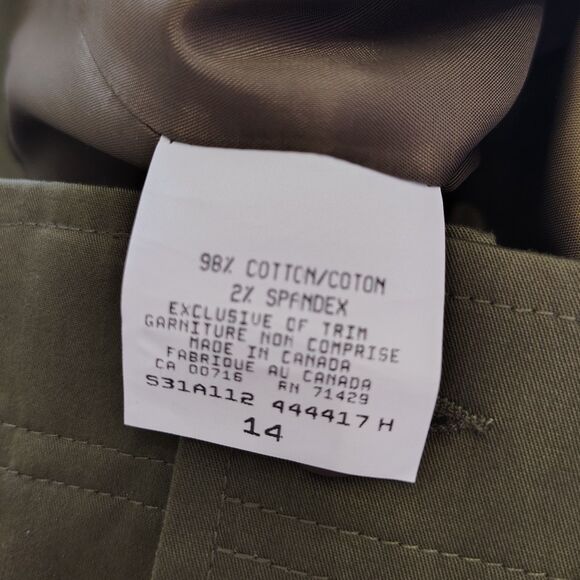 98% COTTCN/COTON
2% SPANDEX
EXCLUSIVE OF TRIM
GARNITURE NON COMPRISE
MADE IN CANADA
FABRIQUE AU CANADA
CA 00716 RN 71429
S31A112 444417 H
14